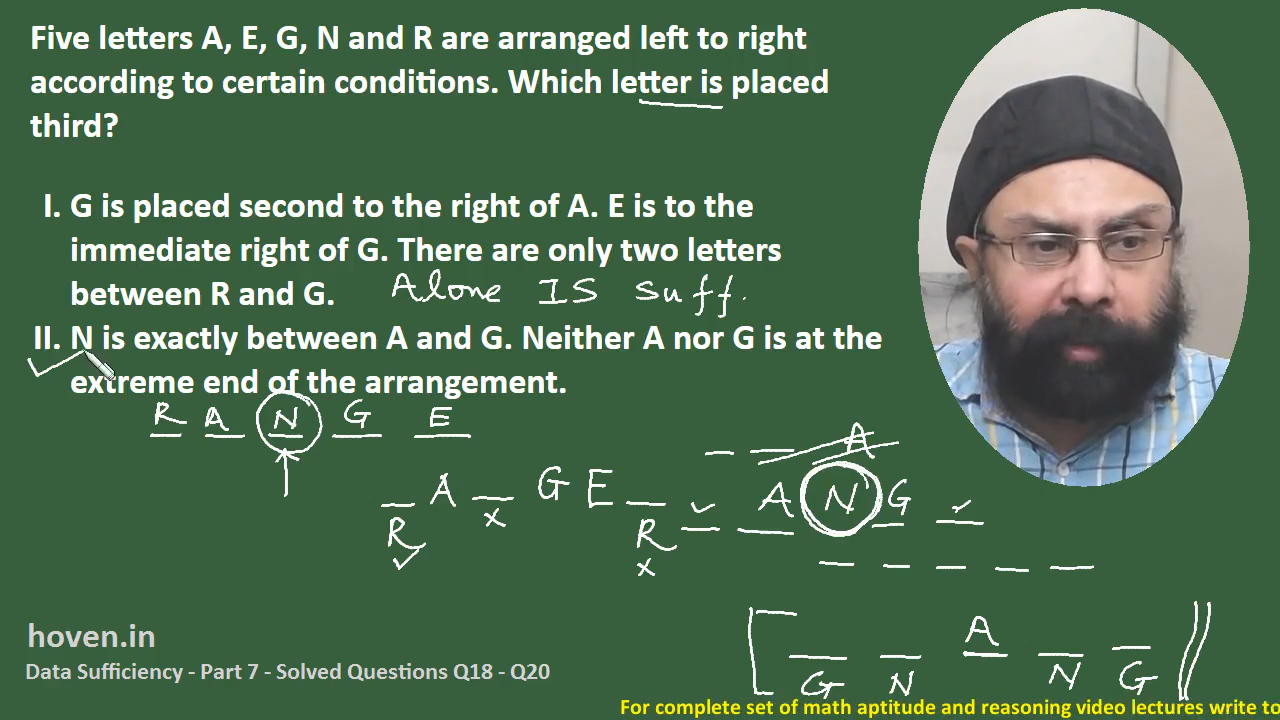 Five letters A, E, G, N and R are arranged left to right
according to certain conditions. Which letter is placed
third?
I. G is placed second to the right of A. E is to the
immediate right of G. There are only two letters
between R and G. Alone IS suff.
II. N is exactly between A and G. Neither A nor G is at the
extreme end of the arrangement.
R A N G E
A
A G E
A N G
R x R
x
A
G N N G
hoven.in
Data Sufficiency - Part 7 - Solved Questions Q18 - Q20
For complete set of math aptitude and reasoning video lectures write to